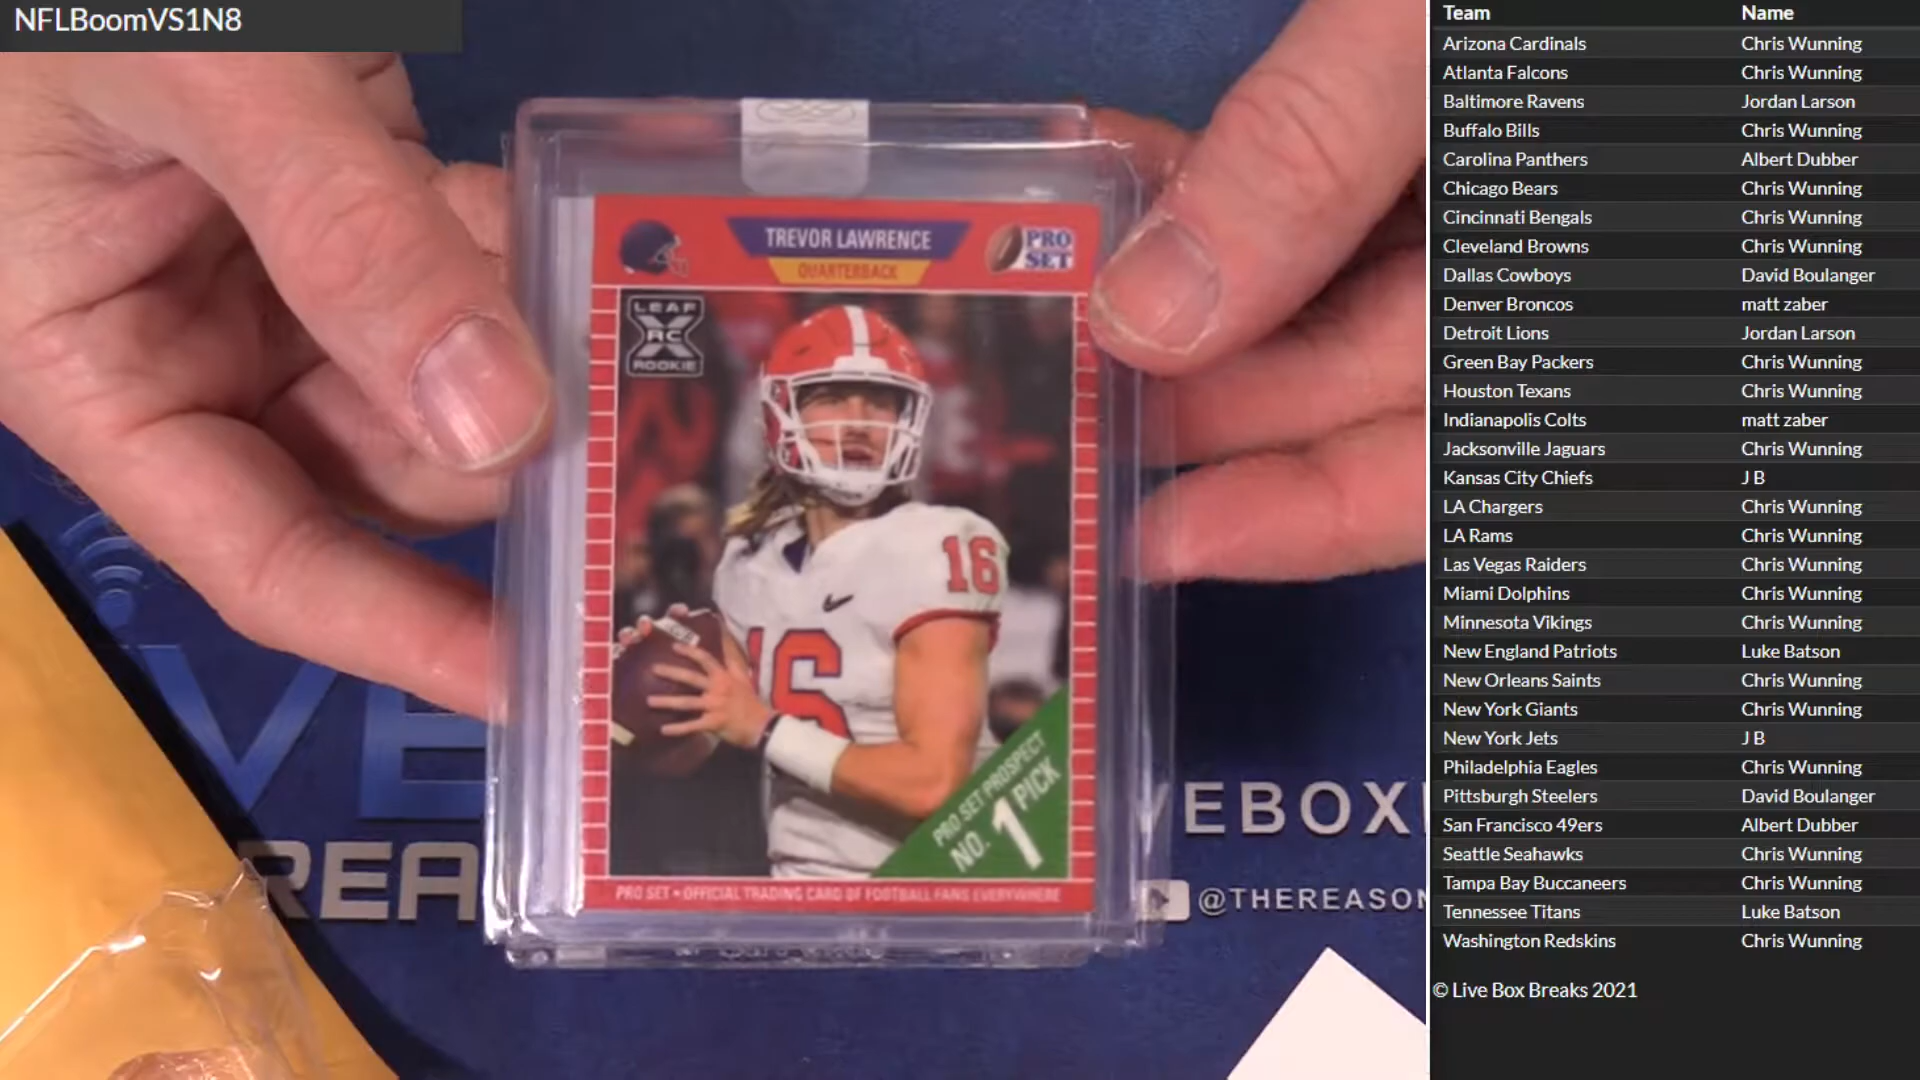 NFLBoomVS1N8
TREVOR LAWRENCE
QUARTERBACK
PRO
SET
LEAF
RC
ROOKIE
16
16
PRO SET PROSPECT
NO. 1 PICK
PRO SET • OFFICIAL TRADING CARD OF FOOTBALL FANS EVERYWHERE
VE
REA
VEBOX
@THEREASON
Team Name
Arizona Cardinals Chris Wunning
Atlanta Falcons Chris Wunning
Baltimore Ravens Jordan Larson
Buffalo Bills Chris Wunning
Carolina Panthers Albert Dubber
Chicago Bears Chris Wunning
Cincinnati Bengals Chris Wunning
Cleveland Browns Chris Wunning
Dallas Cowboys David Boulanger
Denver Broncos matt zaber
Detroit Lions Jordan Larson
Green Bay Packers Chris Wunning
Houston Texans Chris Wunning
Indianapolis Colts matt zaber
Jacksonville Jaguars Chris Wunning
Kansas City Chiefs J B
LA Chargers Chris Wunning
LA Rams Chris Wunning
Las Vegas Raiders Chris Wunning
Miami Dolphins Chris Wunning
Minnesota Vikings Chris Wunning
New England Patriots Luke Batson
New Orleans Saints Chris Wunning
New York Giants Chris Wunning
New York Jets J B
Philadelphia Eagles Chris Wunning
Pittsburgh Steelers David Boulanger
San Francisco 49ers Albert Dubber
Seattle Seahawks Chris Wunning
Tampa Bay Buccaneers Chris Wunning
Tennessee Titans Luke Batson
Washington Redskins Chris Wunning
© Live Box Breaks 2021